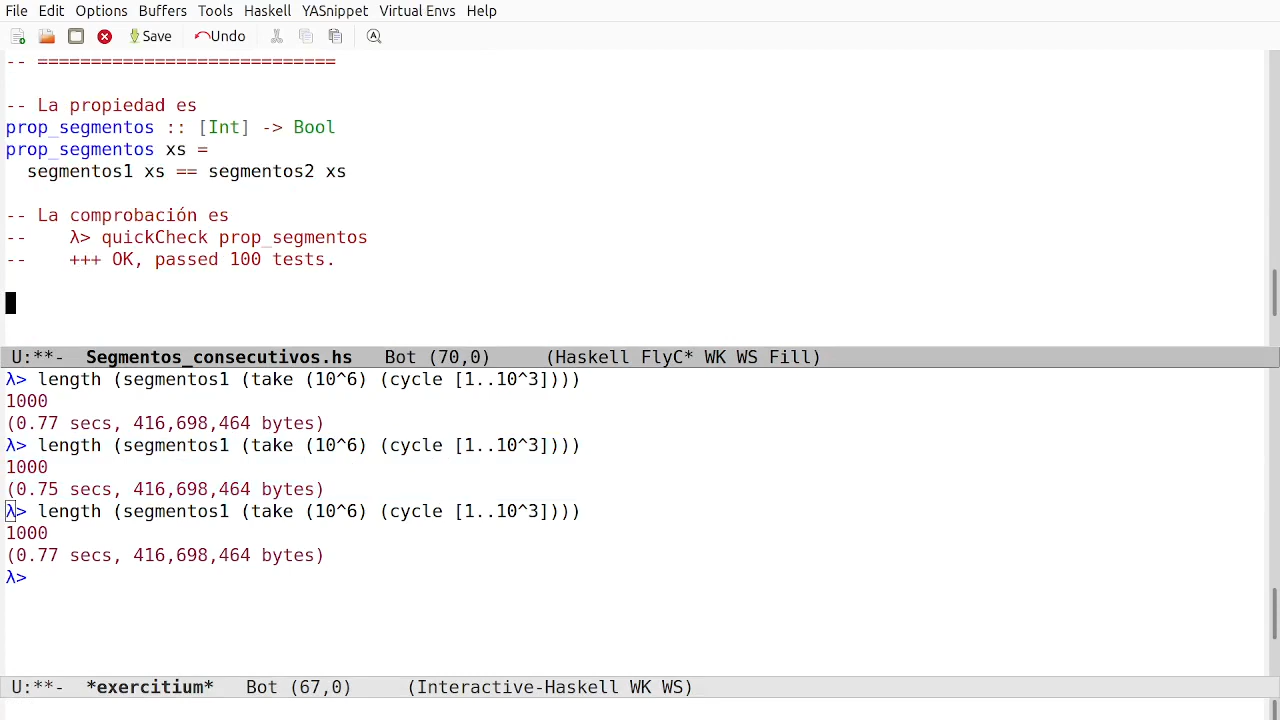 File Edit Options Buffers Tools Haskell YASnippet Virtual Envs Help
Save Undo
-- ============================
-- La propiedad es
prop_segmentos :: [Int] -> Bool
prop_segmentos xs =
  segmentos1 xs == segmentos2 xs
-- La comprobación es
--    λ> quickCheck prop_segmentos
--    +++ OK, passed 100 tests.
U:**-  Segmentos_consecutivos.hs   Bot (70,0)     (Haskell FlyC* WK WS Fill)
λ> length (segmentos1 (take (10^6) (cycle [1..10^3])))
1000
(0.77 secs, 416,698,464 bytes)
λ> length (segmentos1 (take (10^6) (cycle [1..10^3])))
1000
(0.75 secs, 416,698,464 bytes)
λ> length (segmentos1 (take (10^6) (cycle [1..10^3])))
1000
(0.77 secs, 416,698,464 bytes)
λ>
U:**-  *exercitium*   Bot (67,0)     (Interactive-Haskell WK WS)